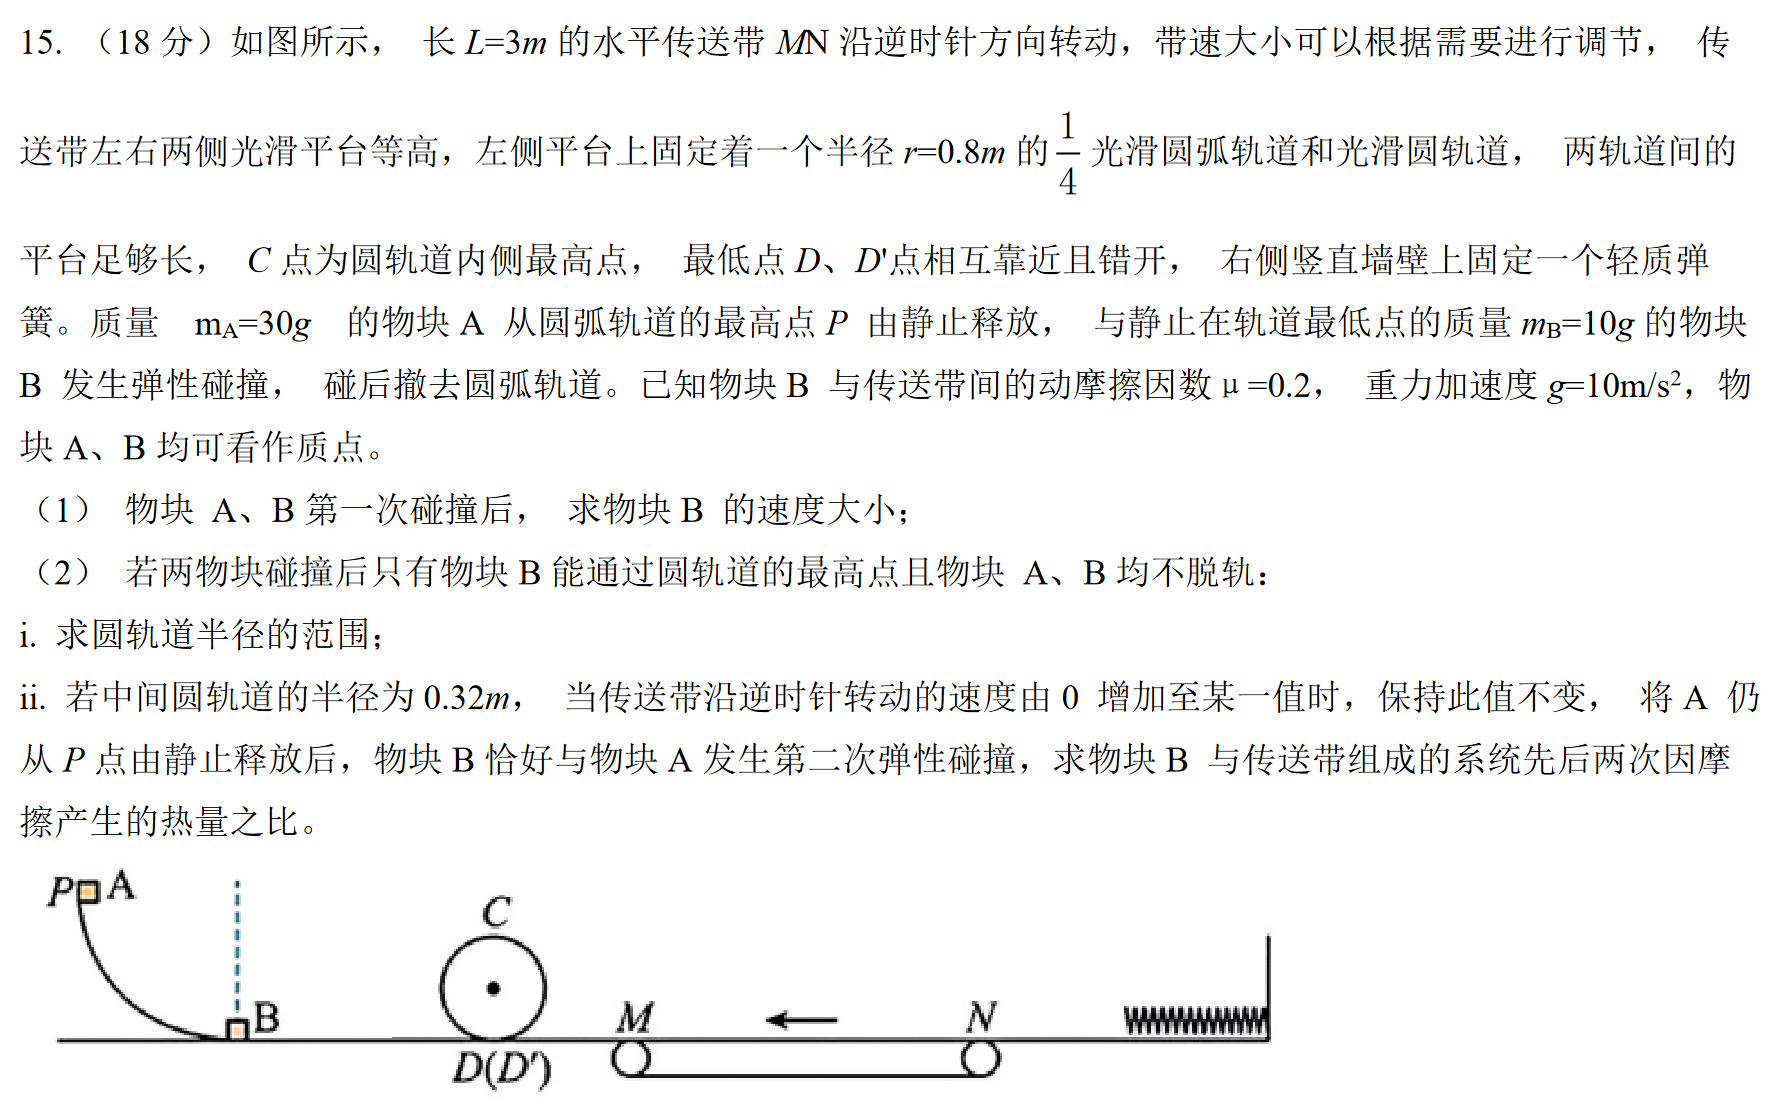 15. （18 分）如图所示， 长 L=3m 的水平传送带 MN 沿逆时针方向转动，带速大小可以根据需要进行调节， 传
送带左右两侧光滑平台等高，左侧平台上固定着一个半径 r=0.8m 的 1/4 光滑圆弧轨道和光滑圆轨道， 两轨道间的
平台足够长， C 点为圆轨道内侧最高点， 最低点 D、D'点相互靠近且错开， 右侧竖直墙壁上固定一个轻质弹
簧。质量 mA=30g 的物块 A 从圆弧轨道的最高点 P 由静止释放， 与静止在轨道最低点的质量 mB=10g 的物块
B 发生弹性碰撞， 碰后撤去圆弧轨道。已知物块 B 与传送带间的动摩擦因数 μ=0.2， 重力加速度 g=10m/s²，物
块 A、B 均可看作质点。
（1） 物块 A、B 第一次碰撞后， 求物块 B 的速度大小；
（2） 若两物块碰撞后只有物块 B 能通过圆轨道的最高点且物块 A、B 均不脱轨：
i. 求圆轨道半径的范围；
ii. 若中间圆轨道的半径为 0.32m， 当传送带沿逆时针转动的速度由 0 增加至某一值时，保持此值不变， 将 A 仍
从 P 点由静止释放后，物块 B 恰好与物块 A 发生第二次弹性碰撞，求物块 B 与传送带组成的系统先后两次因摩
擦产生的热量之比。
P A
C
B
M
N
D(D')